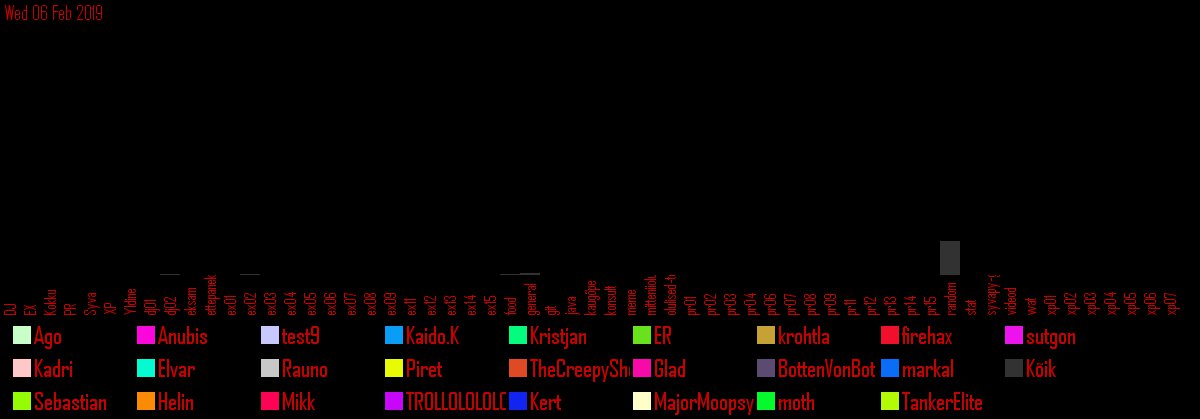 Wed 06 Feb 2019
DJ EX Kokku PR Syva XP Yldine dj01 dj02 eksam ettepanek ex01 ex02 ex03 ex04 ex05 ex06 ex07 ex08 ex09 ex11 ex12 ex13 ex14 ex15 general git java kaugõpe konsult meme olulised-h pr01 pr02 pr03 pr04 pr06 pr07 pr08 pr09 pr11 pr12 pr13 pr14 pr15 random stat videod wat xp01 xp02 xp03 xp04 xp05 xp06 xp07
Ago Anubis test9 Kaido.K Kristjan ER krohtla firehax sutgon
Kadri Elvar Rauno Piret TheCreepySh Glad BottenVonBot markal Kõik
Sebastian Helin Mikk TROLLOLOLOLO Kert MajorMoopsy moth TankerElite